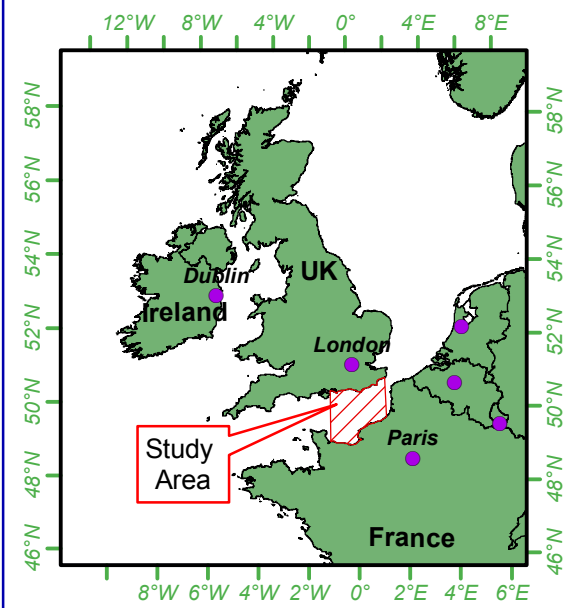 12°W 8°W 4°W 0° 4°E 8°E
58°N 58°N
56°N 56°N
54°N 54°N
Dublin UK
Ireland
52°N 52°N
London
50°N 50°N
Study
Area
Paris
48°N 48°N
France
46°N 46°N
8°W 6°W 4°W 2°W 0° 2°E 4°E 6°E